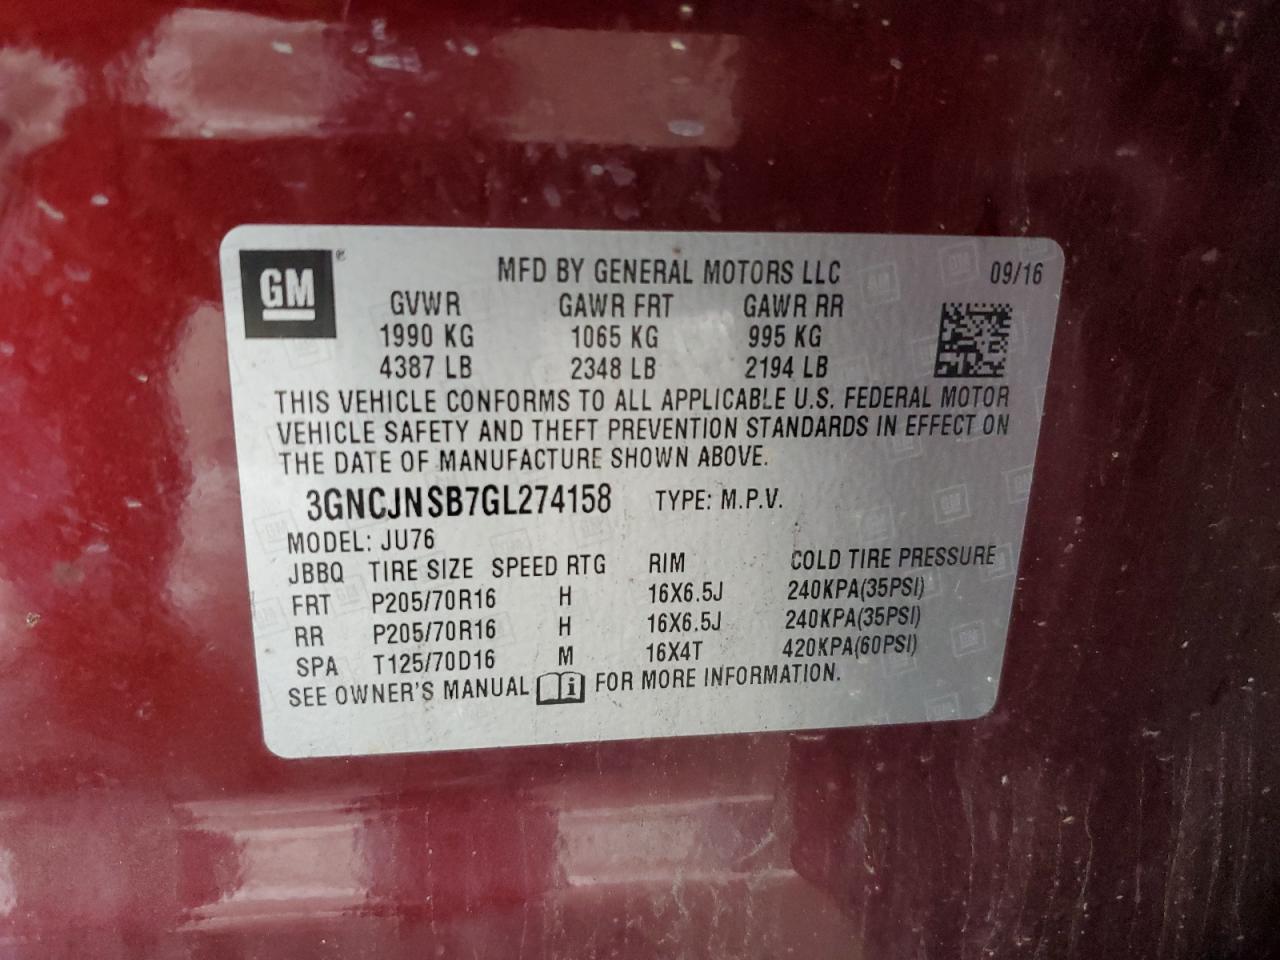 GM®
MFD BY GENERAL MOTORS LLC 09/16
GVWR GAWR FRT GAWR RR
1990 KG 1065 KG 995 KG
4387 LB 2348 LB 2194 LB
THIS VEHICLE CONFORMS TO ALL APPLICABLE U.S. FEDERAL MOTOR
VEHICLE SAFETY AND THEFT PREVENTION STANDARDS IN EFFECT ON
THE DATE OF MANUFACTURE SHOWN ABOVE.
3GNCJNSB7GL274158 TYPE: M.P.V.
MODEL: JU76
JBBQ TIRE SIZE SPEED RTG RIM COLD TIRE PRESSURE
FRT P205/70R16 H 16X6.5J 240KPA(35PSI)
RR P205/70R16 H 16X6.5J 240KPA(35PSI)
SPA T125/70D16 M 16X4T 420KPA(60PSI)
SEE OWNER'S MANUAL i FOR MORE INFORMATION.